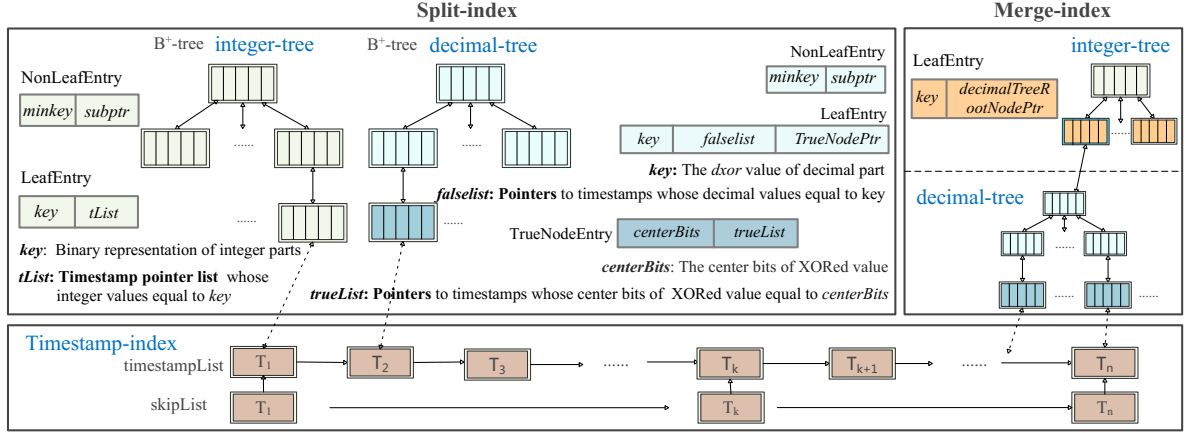 Split-index
Merge-index
B+-tree integer-tree
B+-tree decimal-tree
NonLeafEntry
minkey subptr
......
......
LeafEntry
key tList
......
......
key: Binary representation of integer parts
tList: Timestamp pointer list whose
integer values equal to key
NonLeafEntry
minkey subptr
LeafEntry
key falselist TrueNodePtr
key: The dxor value of decimal part
falselist: Pointers to timestamps whose decimal values equal to key
TrueNodeEntry centerBits trueList
centerBits: The center bits of XORed value
trueList: Pointers to timestamps whose center bits of XORed value equal to centerBits
integer-tree
LeafEntry
key decimalTreeR
ootNodePtr
......
decimal-tree
......
...... ......
Timestamp-index
timestampList T1 T2 T3 ...... Tk Tk+1 ...... Tn
skipList T1 Tk Tn